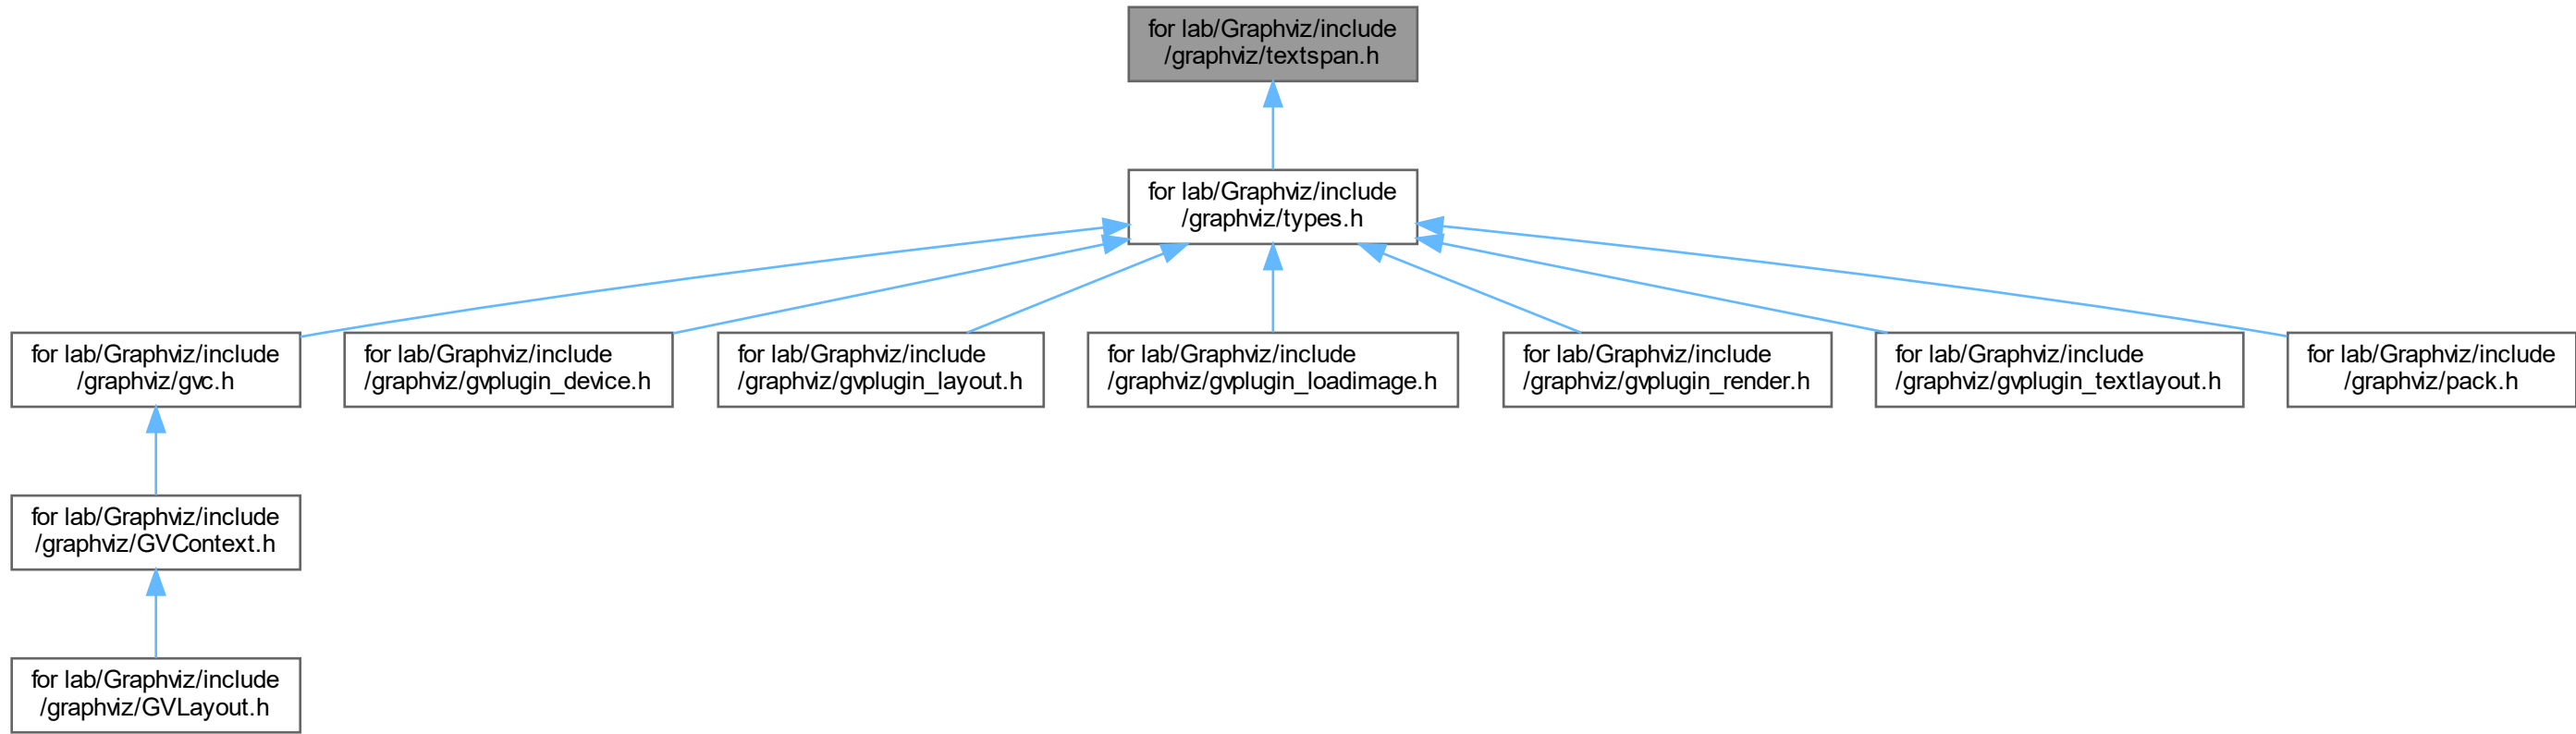 for lab/Graphviz/include
/graphviz/textspan.h
for lab/Graphviz/include
/graphviz/types.h
for lab/Graphviz/include
/graphviz/gvc.h
for lab/Graphviz/include
/graphviz/gvplugin_device.h
for lab/Graphviz/include
/graphviz/gvplugin_layout.h
for lab/Graphviz/include
/graphviz/gvplugin_loadimage.h
for lab/Graphviz/include
/graphviz/gvplugin_render.h
for lab/Graphviz/include
/graphviz/gvplugin_textlayout.h
for lab/Graphviz/include
/graphviz/pack.h
for lab/Graphviz/include
/graphviz/GVContext.h
for lab/Graphviz/include
/graphviz/GVLayout.h